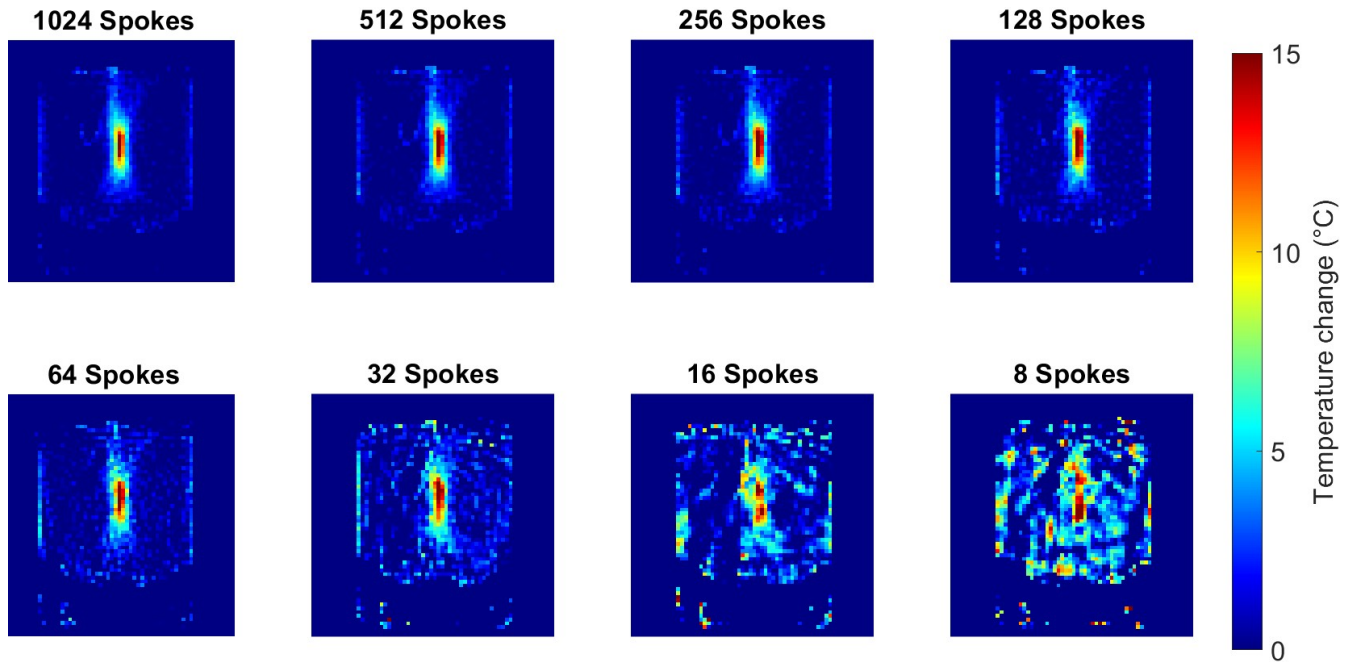 1024 Spokes
512 Spokes
256 Spokes
128 Spokes
64 Spokes
32 Spokes
16 Spokes
8 Spokes
15
10
5
0
Temperature change (°C)